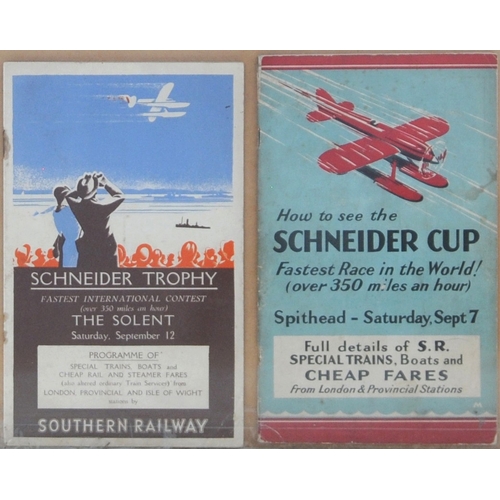 SCHNEIDER TROPHY
FASTEST INTERNATIONAL CONTEST
(over 350 miles an hour)
THE SOLENT
Saturday, September 12
PROGRAMME OF
SPECIAL TRAINS, BOATS and
CHEAP RAIL AND STEAMER FARES
(also altered ordinary Train Services) from
LONDON, PROVINCIAL AND ISLE OF WIGHT
stations by
SOUTHERN RAILWAY
How to see the
SCHNEIDER CUP
Fastest Race in the World!
(over 350 miles an hour)
Spithead - Saturday, Sept 7
Full details of S.R.
SPECIAL TRAINS, Boats and
CHEAP FARES
from London & Provincial Stations